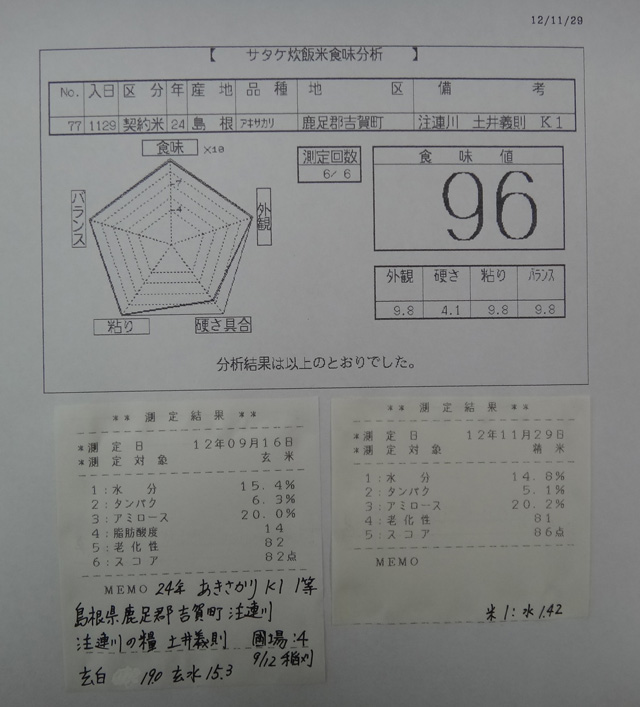 12/11/29
【 サタケ炊飯米食味分析 】
No. 入日 区分 年 産地 品種 地区 備考
77 1129 契約米 24 島根 アキサカリ 鹿足郡吉賀町 注連川 土井義則 K1
食味 X10
7
4
バランス
外観
粘り
硬さ具合
測定回数
6/ 6
食味値
96
外観 硬さ 粘り バランス
9.8 4.1 9.8 9.8
分析結果は以上のとおりでした。
** 測定結果 **
*測定日 12年09月16日
*測定対象 玄米
1:水分 15.4%
2:タンパク 6.3%
3:アミロース 20.0%
4:脂肪酸度 14
5:老化性 82
6:スコア 82点
MEMO 24年 あきさかり K1 1等
島根県鹿足郡吉賀町注連川
注連川の糧 土井義則 圃場:4
9/12 稲刈
玄白 19.0 玄水 15.3
** 測定結果 **
*測定日 12年11月29日
*測定対象 精米
1:水分 14.8%
2:タンパク 5.1%
3:アミロース 20.2%
4:老化性 81
5:スコア 86点
MEMO
米1:水1.42